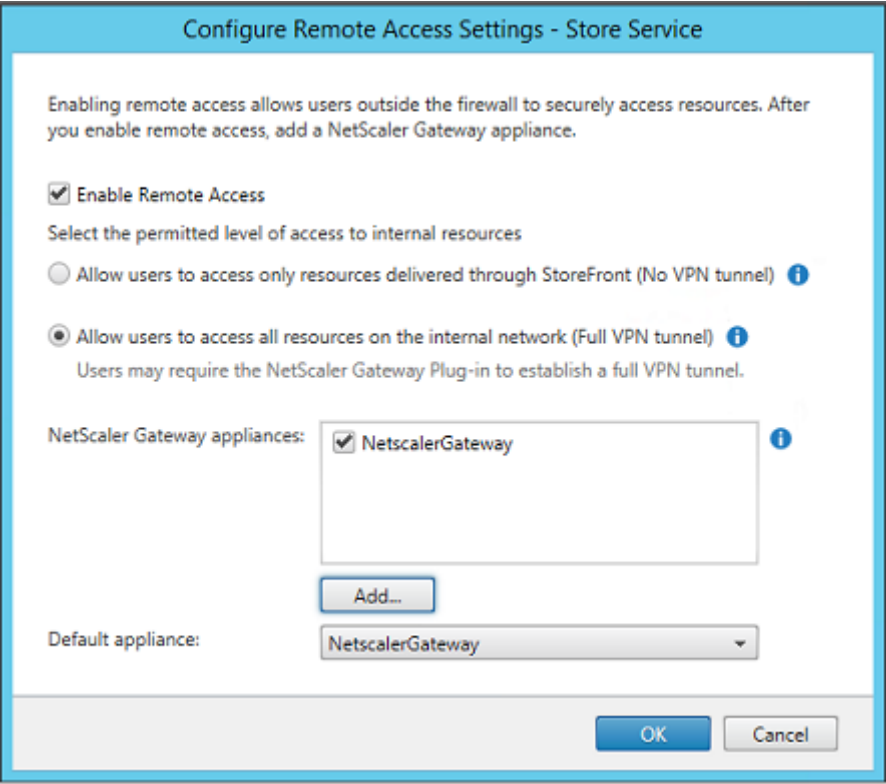 Configure Remote Access Settings - Store Service
Enabling remote access allows users outside the firewall to securely access resources. After
you enable remote access, add a NetScaler Gateway appliance.
Enable Remote Access
Select the permitted level of access to internal resources
Allow users to access only resources delivered through StoreFront (No VPN tunnel)
Allow users to access all resources on the internal network (Full VPN tunnel)
Users may require the NetScaler Gateway Plug-in to establish a full VPN tunnel.
NetScaler Gateway appliances:
NetscalerGateway
Add...
Default appliance:
NetscalerGateway
OK
Cancel